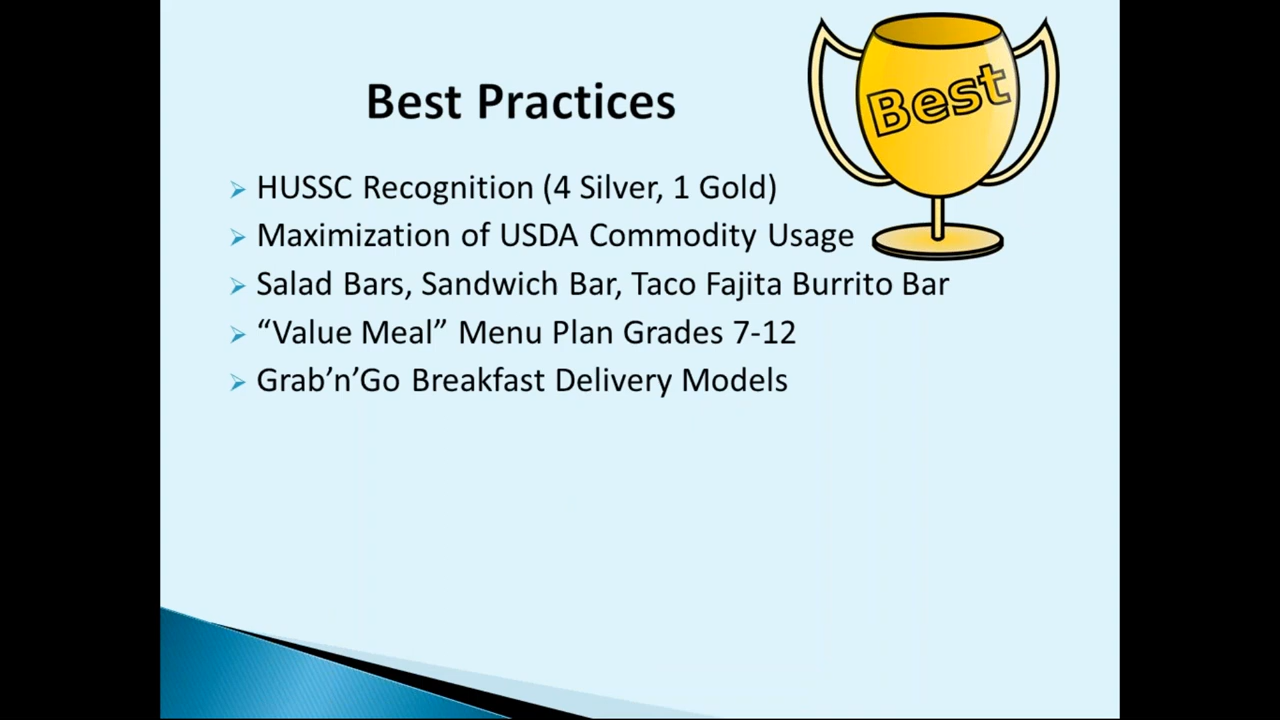 Best
Best Practices
HUSSC Recognition (4 Silver, 1 Gold)
Maximization of USDA Commodity Usage
Salad Bars, Sandwich Bar, Taco Fajita Burrito Bar
“Value Meal” Menu Plan Grades 7-12
Grab’n’Go Breakfast Delivery Models